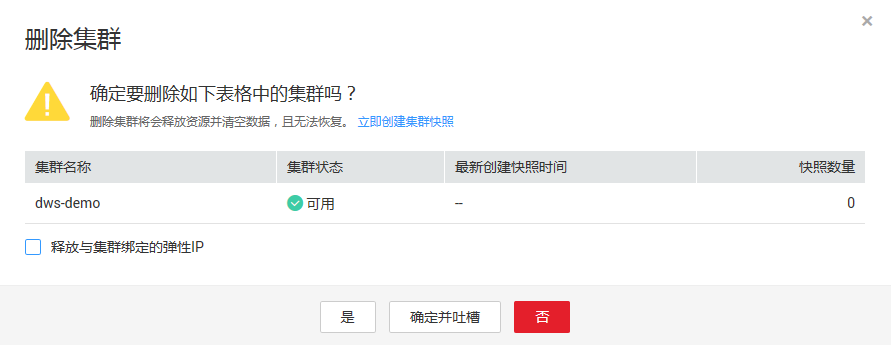 删除集群
确定要删除如下表格中的集群吗？
删除集群将会释放资源并清空数据，且无法恢复。 立即创建集群快照
集群名称 集群状态 最新创建快照时间 快照数量
dws-demo 可用 -- 0
释放与集群绑定的弹性IP
是 确定并吐槽 否